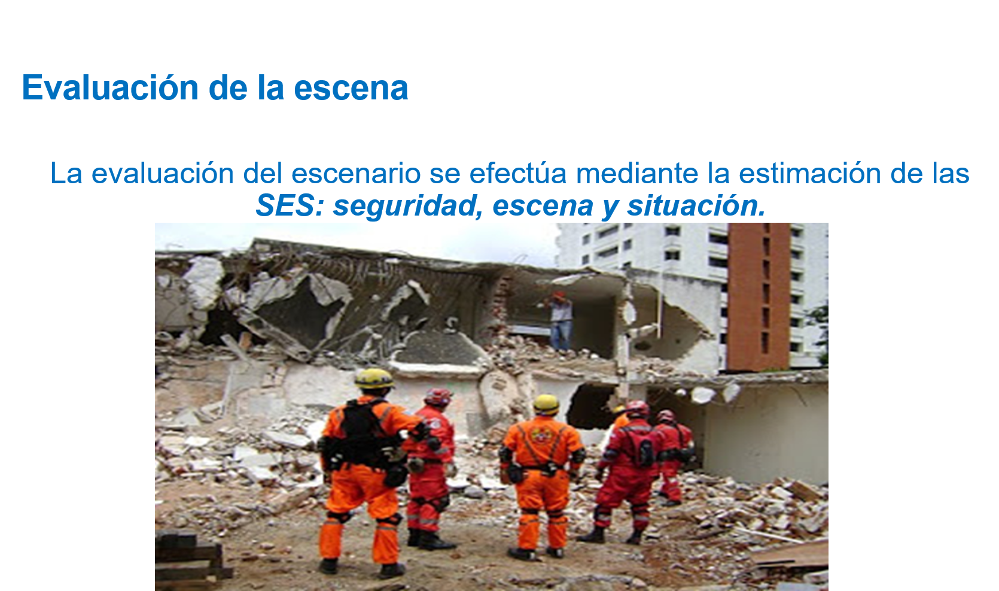 Evaluación de la escena
La evaluación del escenario se efectúa mediante la estimación de las
SES: seguridad, escena y situación.